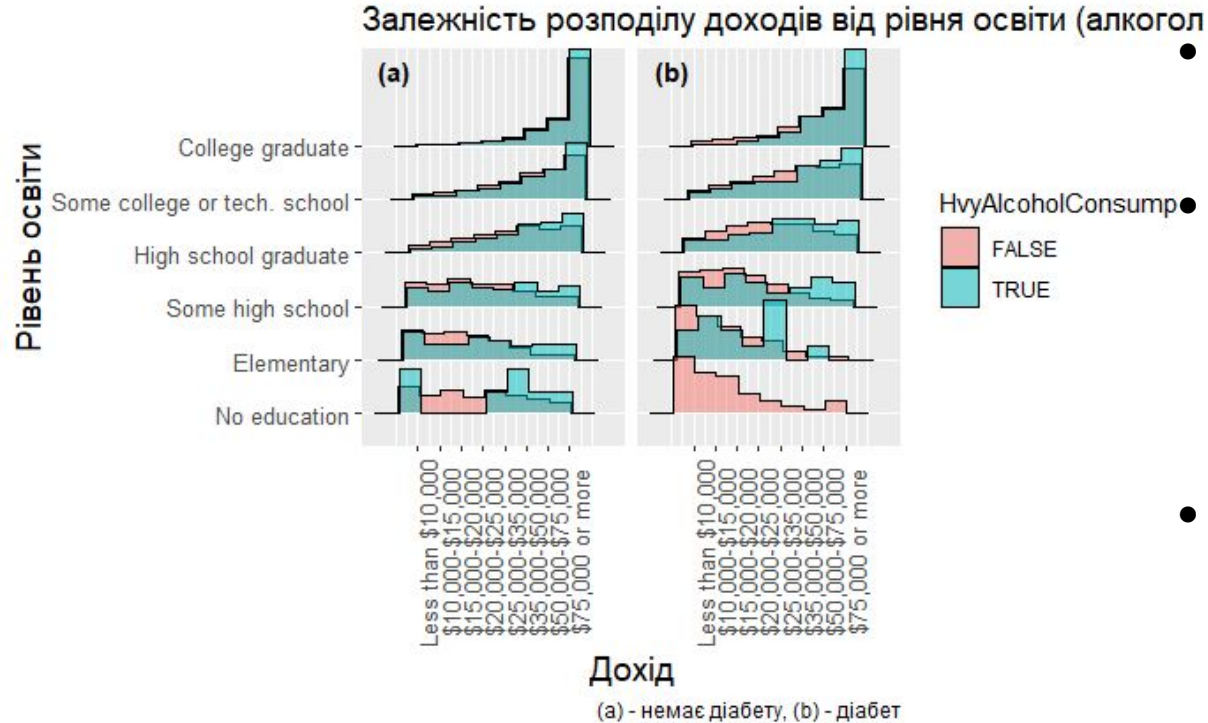 Залежність розподілу доходів від рівня освіти (алкогол
(a)
(b)
Рівень освіти
College graduate
Some college or tech. school
High school graduate
Some high school
Elementary
No education
HvyAlcoholConsump
FALSE
TRUE
Less than $10,000
$10,000-$15,000
$15,000-$20,000
$20,000-$25,000
$25,000-$35,000
$35,000-$50,000
$50,000-$75,000
$75,000 or more
Less than $10,000
$10,000-$15,000
$15,000-$20,000
$20,000-$25,000
$25,000-$35,000
$35,000-$50,000
$50,000-$75,000
$75,000 or more
Дохід
(a) - немає діабету, (b) - діабет